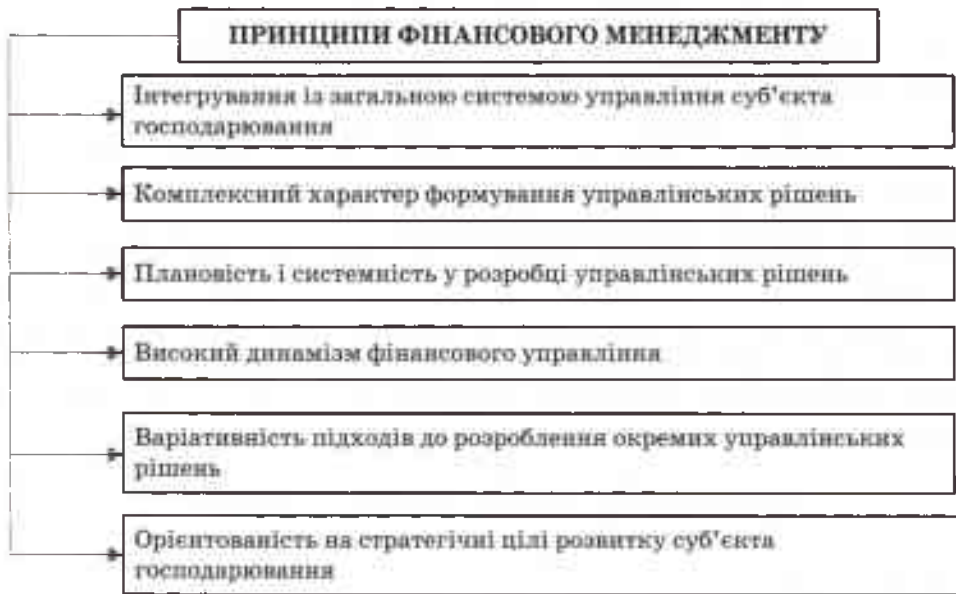 ПРИНЦИПИ ФІНАНСОВОГО МЕНЕДЖМЕНТУ
Інтегрування із загальною системою управління суб'єкта
господарювання
Комплексний характер формування управлінських рішень
Плановість і системність у розробці управлінських рішень
Високий динамізм фінансового управління
Варіативність підходів до розроблення окремих управлінських
рішень
Орієнтованість на стратегічні цілі розвитку суб'єкта
господарювання